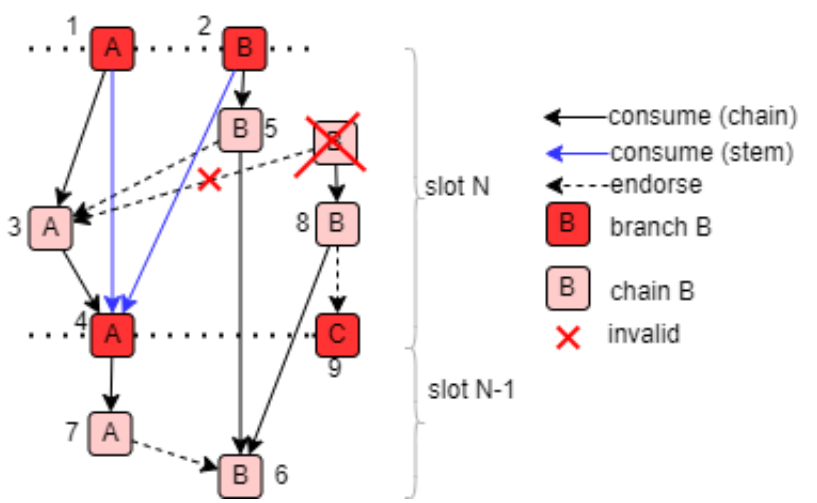 1 2
A B
B 5 B
consume (chain)
consume (stem)
endorse
slot N
3 A 8 B
B branch B
B chain B
4 A C
9
invalid
slot N-1
7 A
B 6